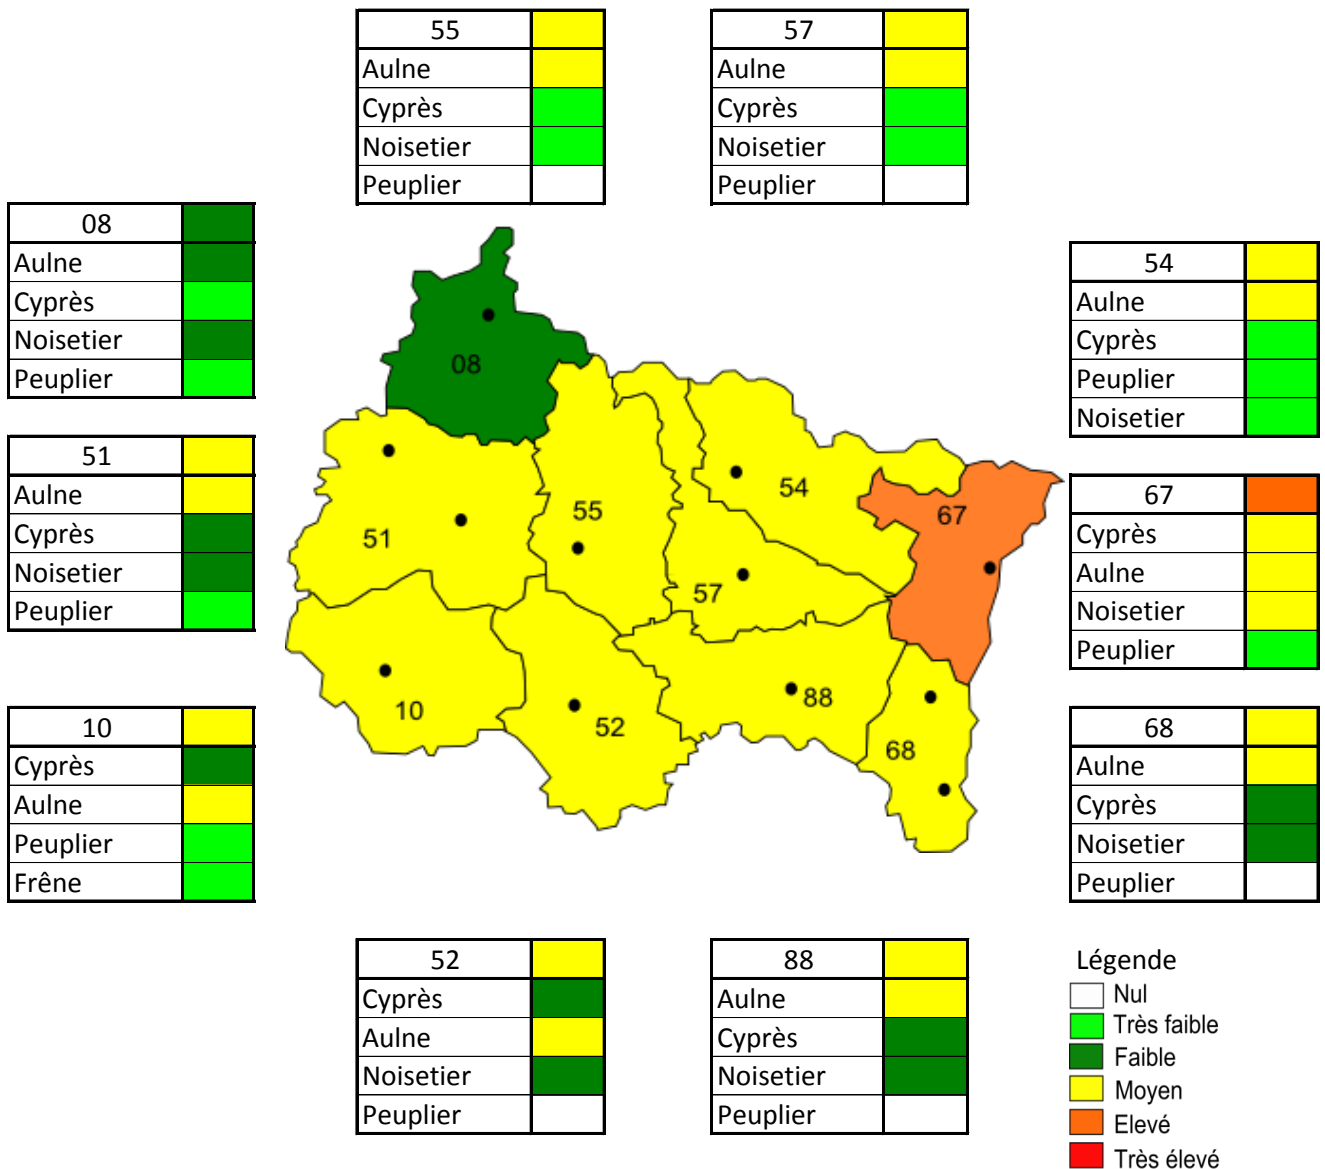 55
Aulne
Cyprès
Noisetier
Peuplier
57
Aulne
Cyprès
Noisetier
Peuplier
08
Aulne
Cyprès
Noisetier
Peuplier
54
Aulne
Cyprès
Peuplier
Noisetier
51
Aulne
Cyprès
Noisetier
Peuplier
67
Cyprès
Aulne
Noisetier
Peuplier
10
Cyprès
Aulne
Peuplier
Frêne
68
Aulne
Cyprès
Noisetier
Peuplier
08
54
55
67
51
57
88
10
52
68
52
Cyprès
Aulne
Noisetier
Peuplier
88
Aulne
Cyprès
Noisetier
Peuplier
Légende
Nul
Très faible
Faible
Moyen
Elevé
Très élevé